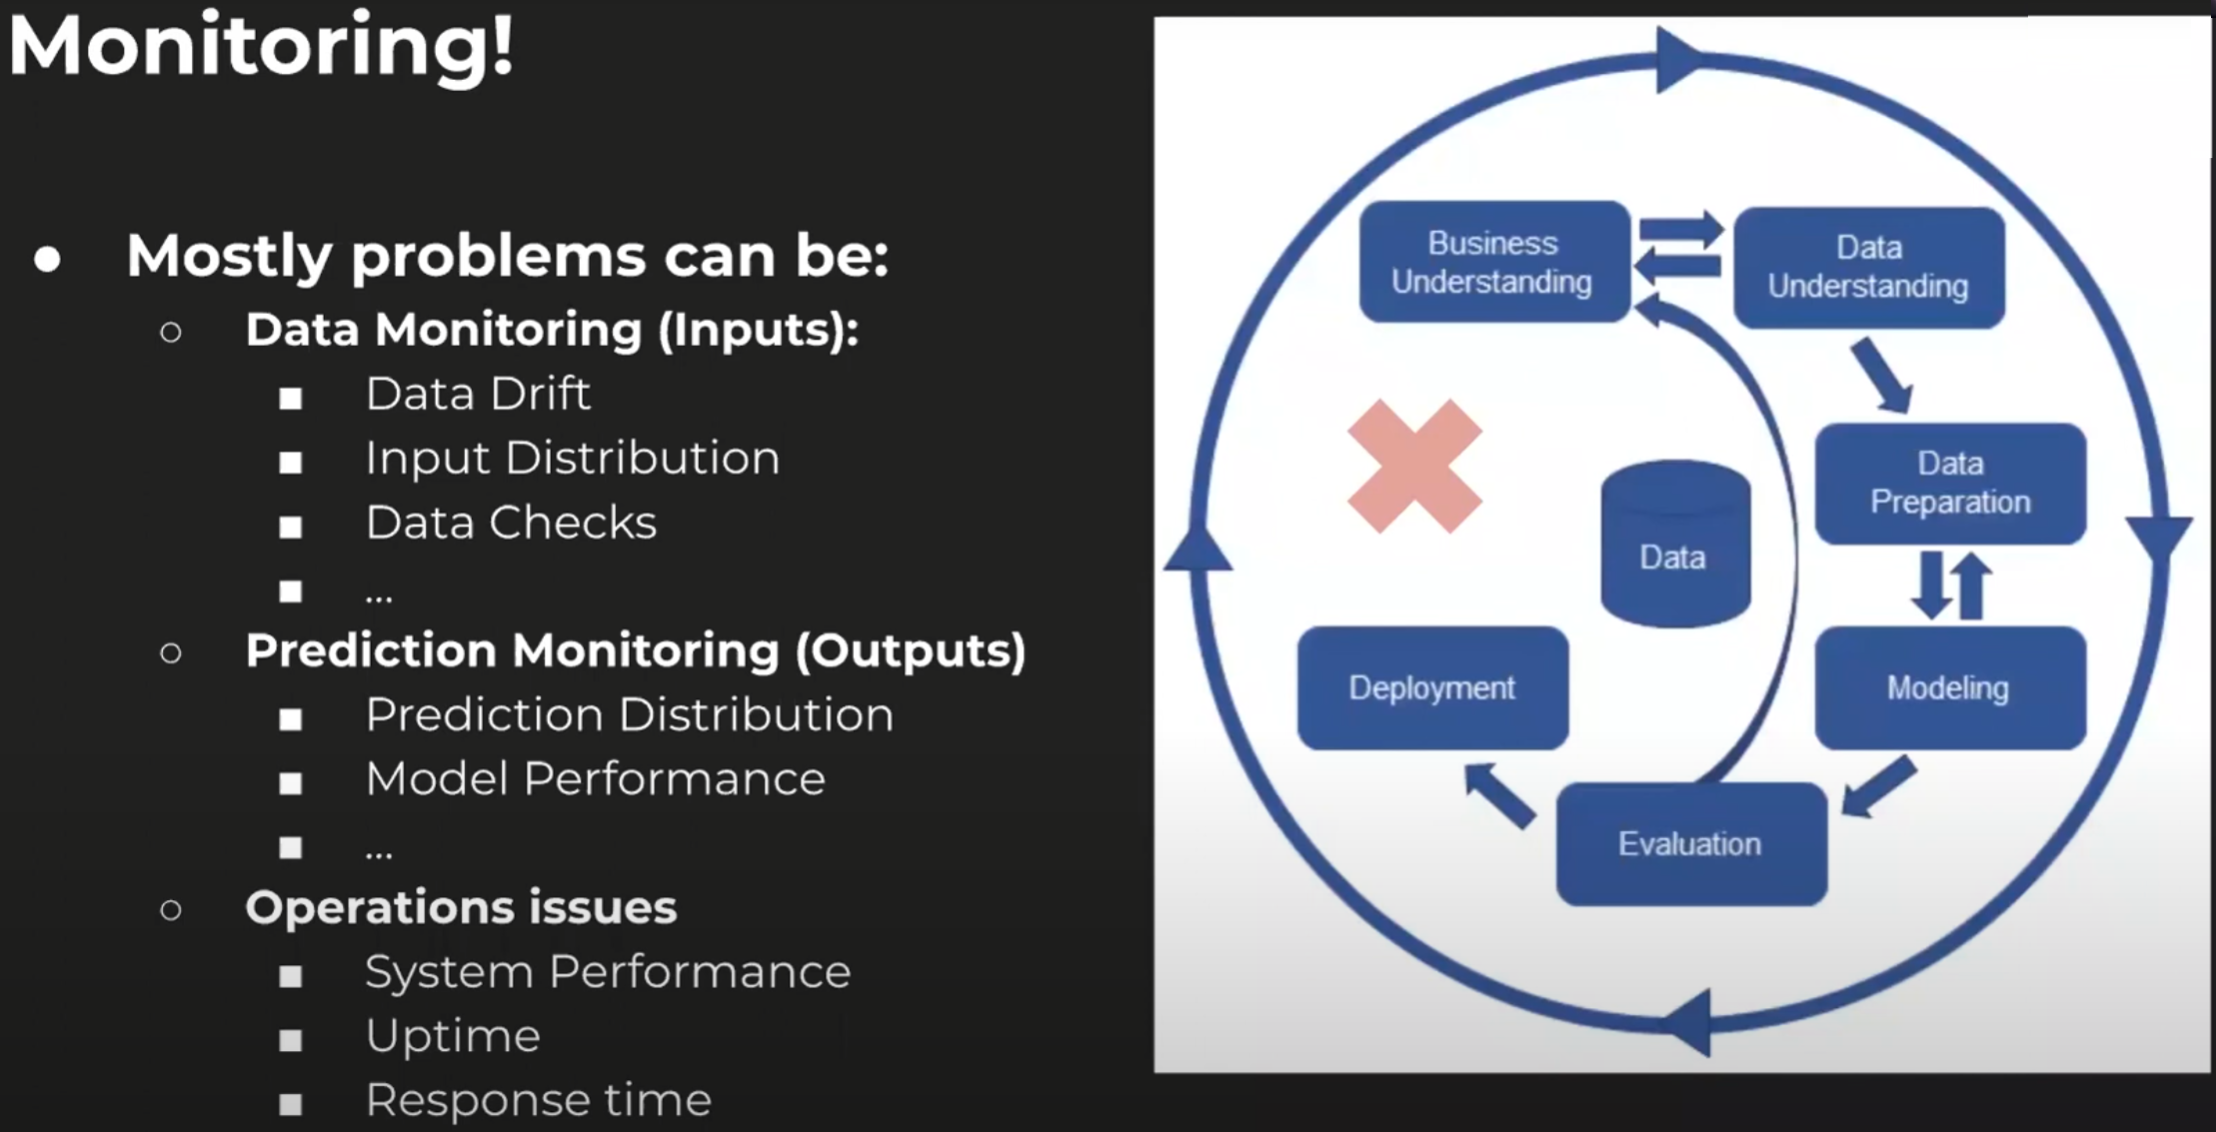 Monitoring!
Mostly problems can be:
Data Monitoring (Inputs):
Data Drift
Input Distribution
Data Checks
...
Prediction Monitoring (Outputs)
Prediction Distribution
Model Performance
...
Operations issues
System Performance
Uptime
Response time
Business
Understanding
Data
Understanding
Data
Preparation
Data
Modeling
Deployment
Evaluation